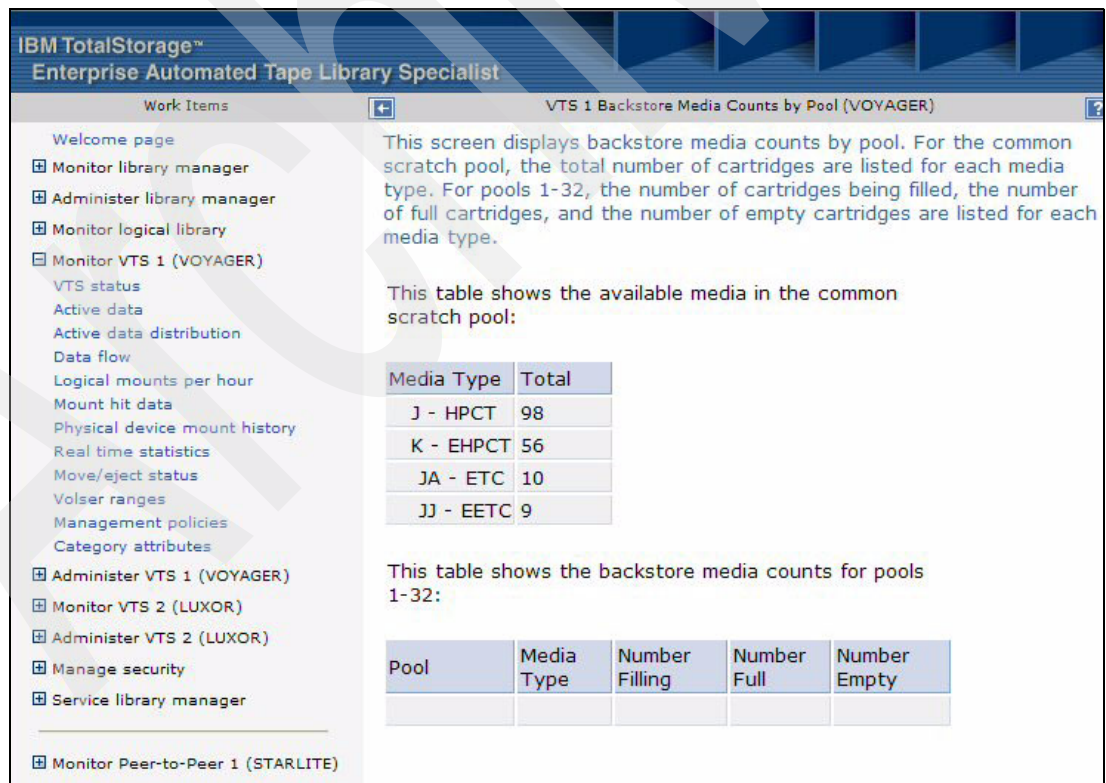 IBM TotalStorage™
Enterprise Automated Tape Library Specialist
Work Items
VTS 1 Backstore Media Counts by Pool (VOYAGER)
?
Welcome page
Monitor library manager
Administer library manager
Monitor logical library
Monitor VTS 1 (VOYAGER)
VTS status
Active data
Active data distribution
Data flow
Logical mounts per hour
Mount hit data
Physical device mount history
Real time statistics
Move/eject status
Volser ranges
Management policies
Category attributes
Administer VTS 1 (VOYAGER)
Monitor VTS 2 (LUXOR)
Administer VTS 2 (LUXOR)
Manage security
Service library manager
Monitor Peer-to-Peer 1 (STARLITE)
This screen displays backstore media counts by pool. For the common
scratch pool, the total number of cartridges are listed for each media
type. For pools 1-32, the number of cartridges being filled, the number
of full cartridges, and the number of empty cartridges are listed for each
media type.
This table shows the available media in the common
scratch pool:
Media Type Total
J - HPCT 98
K - EHPCT 56
JA - ETC 10
JJ - EETC 9
This table shows the backstore media counts for pools
1-32:
Pool Media Type Number Filling Number Full Number Empty